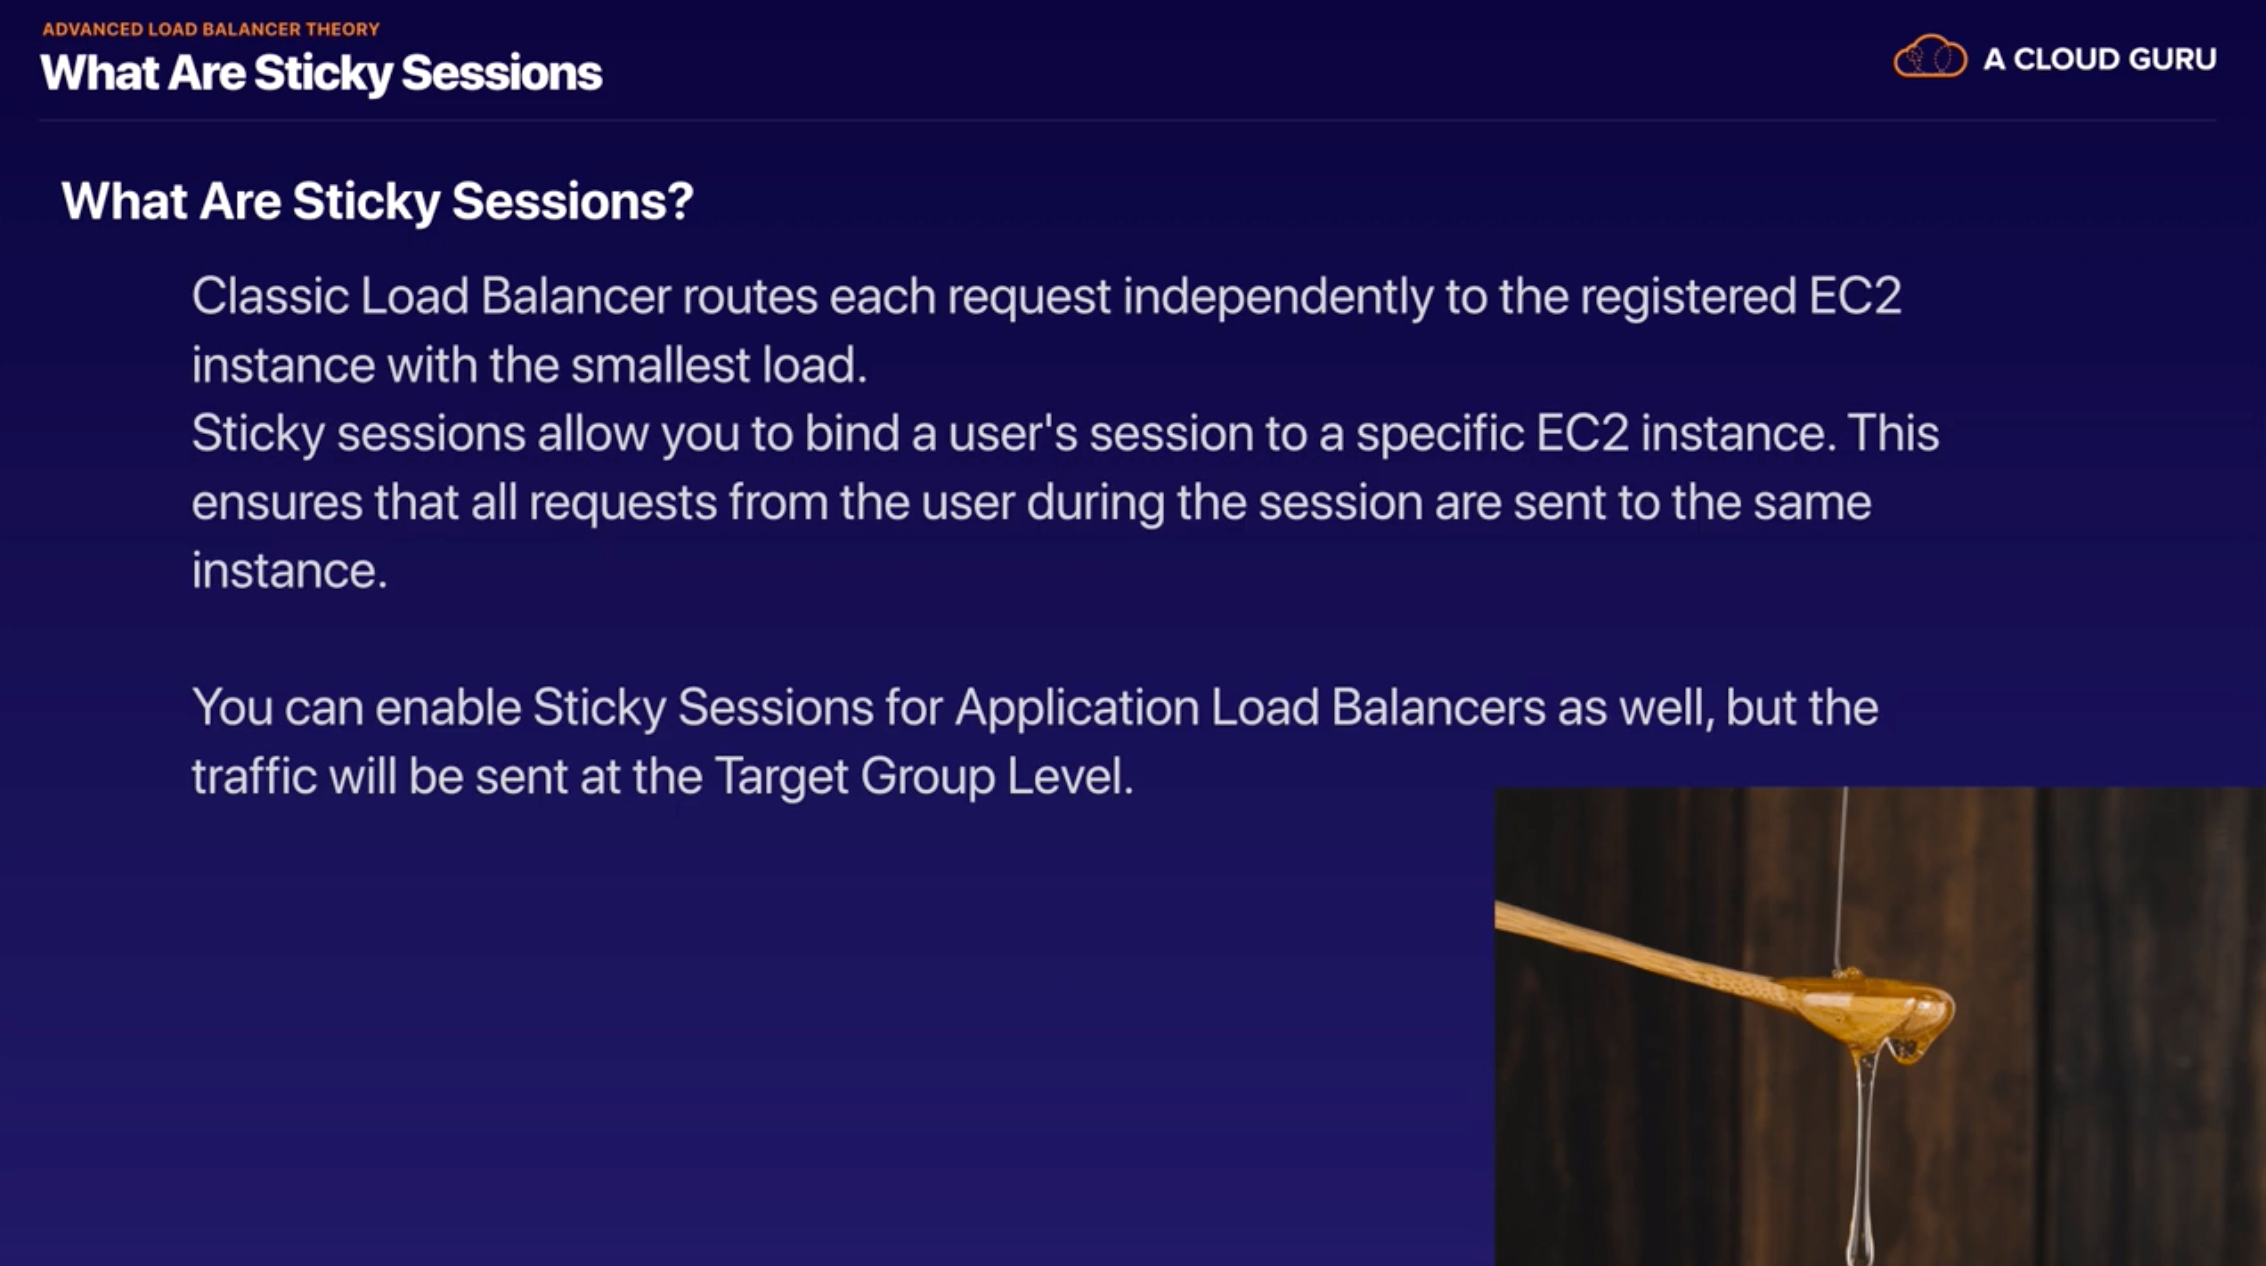 ADVANCED LOAD BALANCER THEORY
What Are Sticky Sessions
A CLOUD GURU
What Are Sticky Sessions?
Classic Load Balancer routes each request independently to the registered EC2
instance with the smallest load.
Sticky sessions allow you to bind a user's session to a specific EC2 instance. This
ensures that all requests from the user during the session are sent to the same
instance.
You can enable Sticky Sessions for Application Load Balancers as well, but the
traffic will be sent at the Target Group Level.